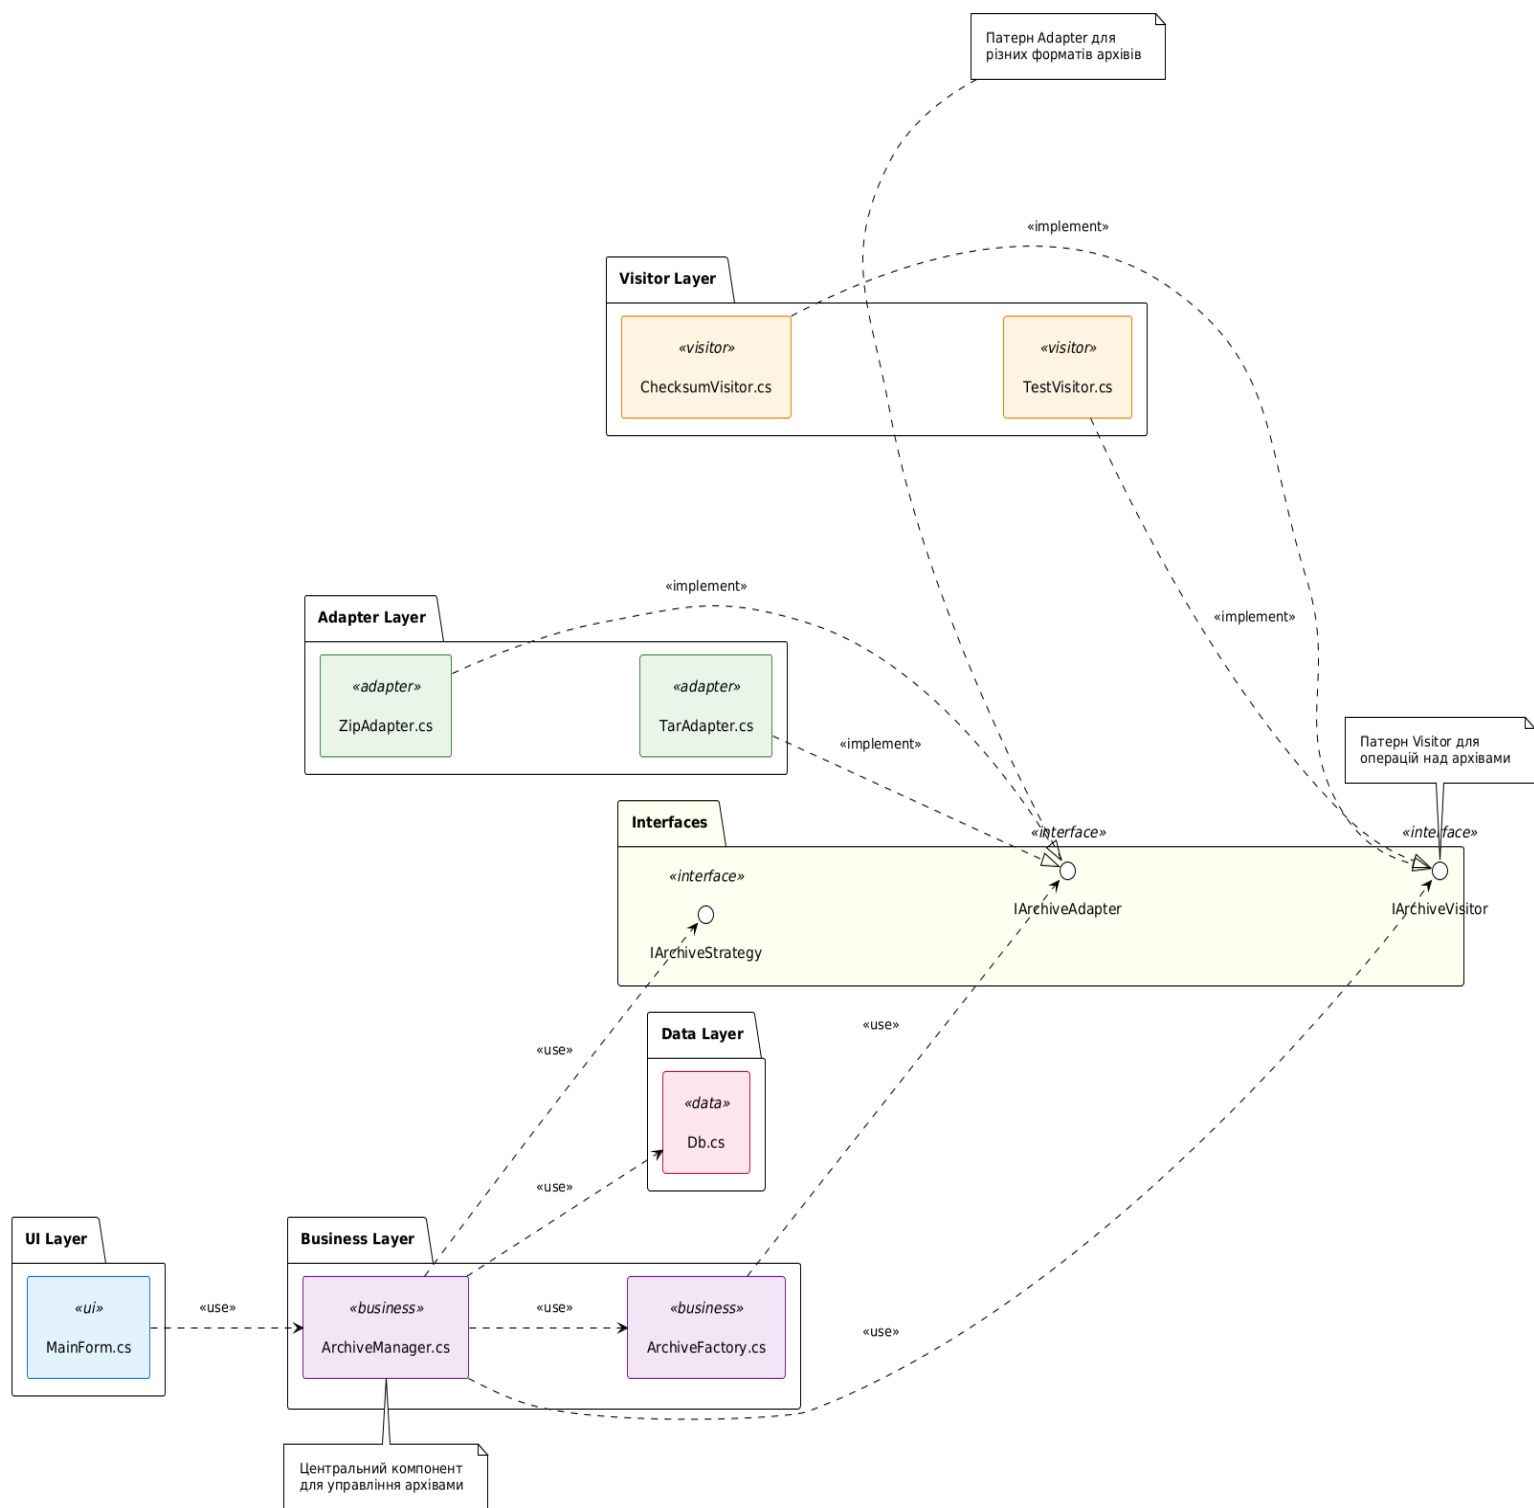 Патерн Adapter для
різних форматів архівів
«implement»
Visitor Layer
«visitor»
ChecksumVisitor.cs
«visitor»
TestVisitor.cs
«implement»
Adapter Layer
«implement»
«adapter»
ZipAdapter.cs
«adapter»
TarAdapter.cs
«implement»
Патерн Visitor для
операцій над архівами
Interfaces
«interface»
IArchiveStrategy
«interface»
IArchiveAdapter
«interface»
IArchiveVisitor
«use»
«use»
Data Layer
«data»
Db.cs
«use»
UI Layer
«ui»
MainForm.cs
«use»
Business Layer
«business»
ArchiveManager.cs
«use»
«business»
ArchiveFactory.cs
«use»
Центральний компонент
для управління архівами